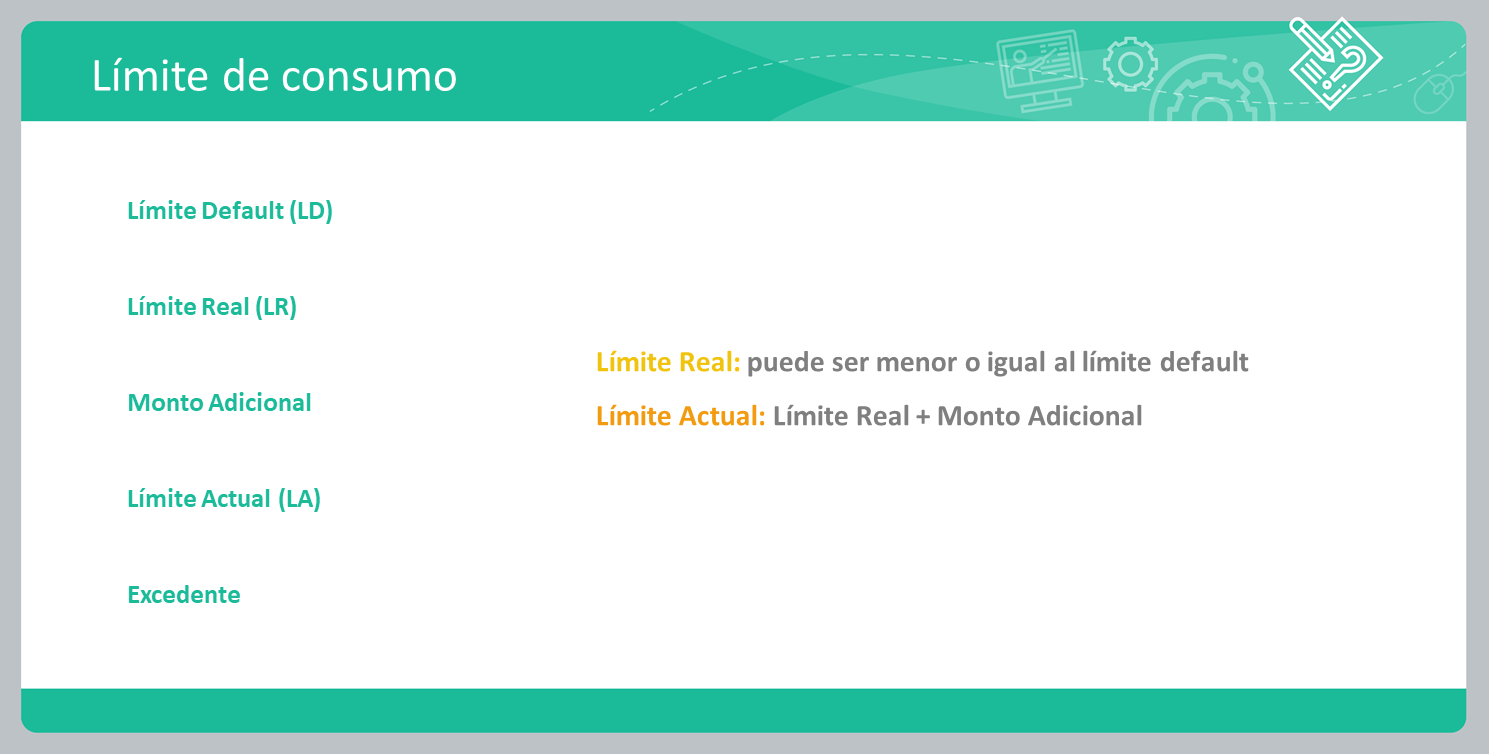 Límite de consumo
Límite Default (LD)
Límite Real (LR)
Monto Adicional
Límite Actual (LA)
Excedente
Límite Real: puede ser menor o igual al límite default
Límite Actual: Límite Real + Monto Adicional